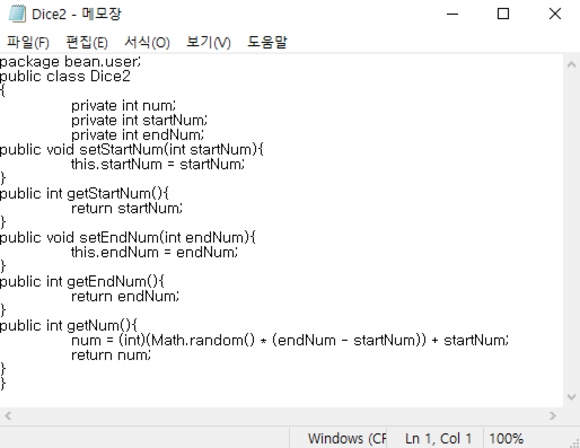 Dice2 - 메모장
파일(F) 편집(E) 서식(O) 보기(V) 도움말
package bean.user;
public class Dice2
{
private int num;
private int startNum;
private int endNum;
public void setStartNum(int startNum){
this.startNum = startNum;
}
public int getStartNum(){
return startNum;
}
public void setEndNum(int endNum){
this.endNum = endNum;
}
public int getEndNum(){
return endNum;
}
public int getNum(){
num = (int)(Math.random() * (endNum - startNum)) + startNum;
return num;
}
}
Windows (CF Ln 1, Col 1 100%